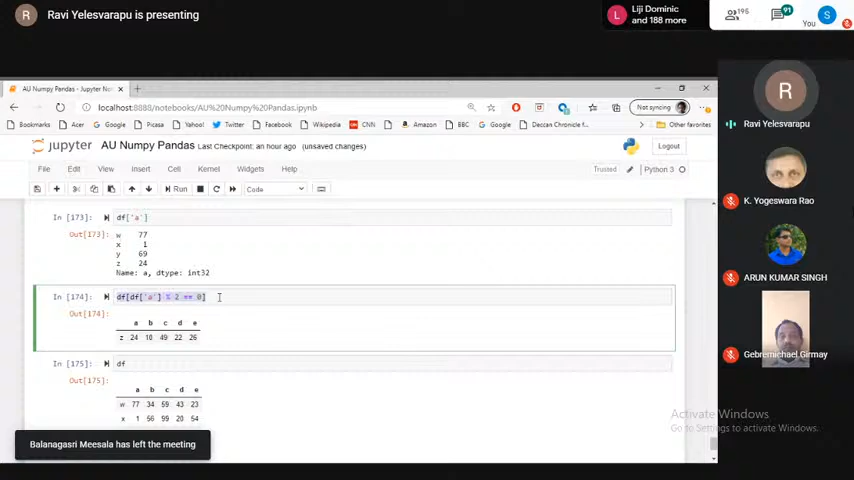 R Ravi Yelesvarapu is presenting
L Liji Dominic
and 188 more
195
91
You
S
AU Numpy Pandas - Jupyter Not
localhost:8888/notebooks/AU%20Numpy%20Pandas.ipynb
Not syncing
Bookmarks Acer Google Picasa Yahoo! Twitter Facebook Wikipedia CNN Amazon BBC Google Deccan Chronicle f... Other favorites
jupyter AU Numpy Pandas Last Checkpoint: an hour ago (unsaved changes)
Logout
File Edit View Insert Cell Kernel Widgets Help
Trusted Python 3
Run Code
In [173]: df['a']
Out[173]: w 77
x 1
y 69
z 24
Name: a, dtype: int32
In [174]: df[df['a'] % 2 == 0]
Out[174]:
a b c d e
z 24 10 49 22 26
In [175]: df
Out[175]:
a b c d e
w 77 34 59 43 23
x 1 56 99 20 54
Balanagasri Meesala has left the meeting
R
Ravi Yelesvarapu
K. Yogeswara Rao
ARUN KUMAR SINGH
Gebremichael Girmay
Activate Windows
Go to Settings to activate Windows.